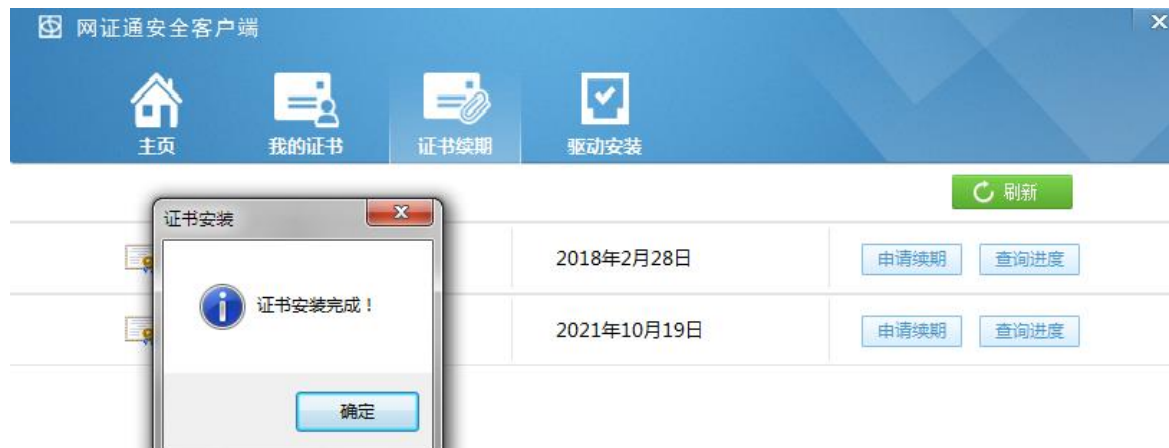 网证通安全客户端
主页
我的证书
证书续期
驱动安装
刷新
证书安装
证书安装完成！
确定
2018年2月28日
申请续期
查询进度
2021年10月19日
申请续期
查询进度